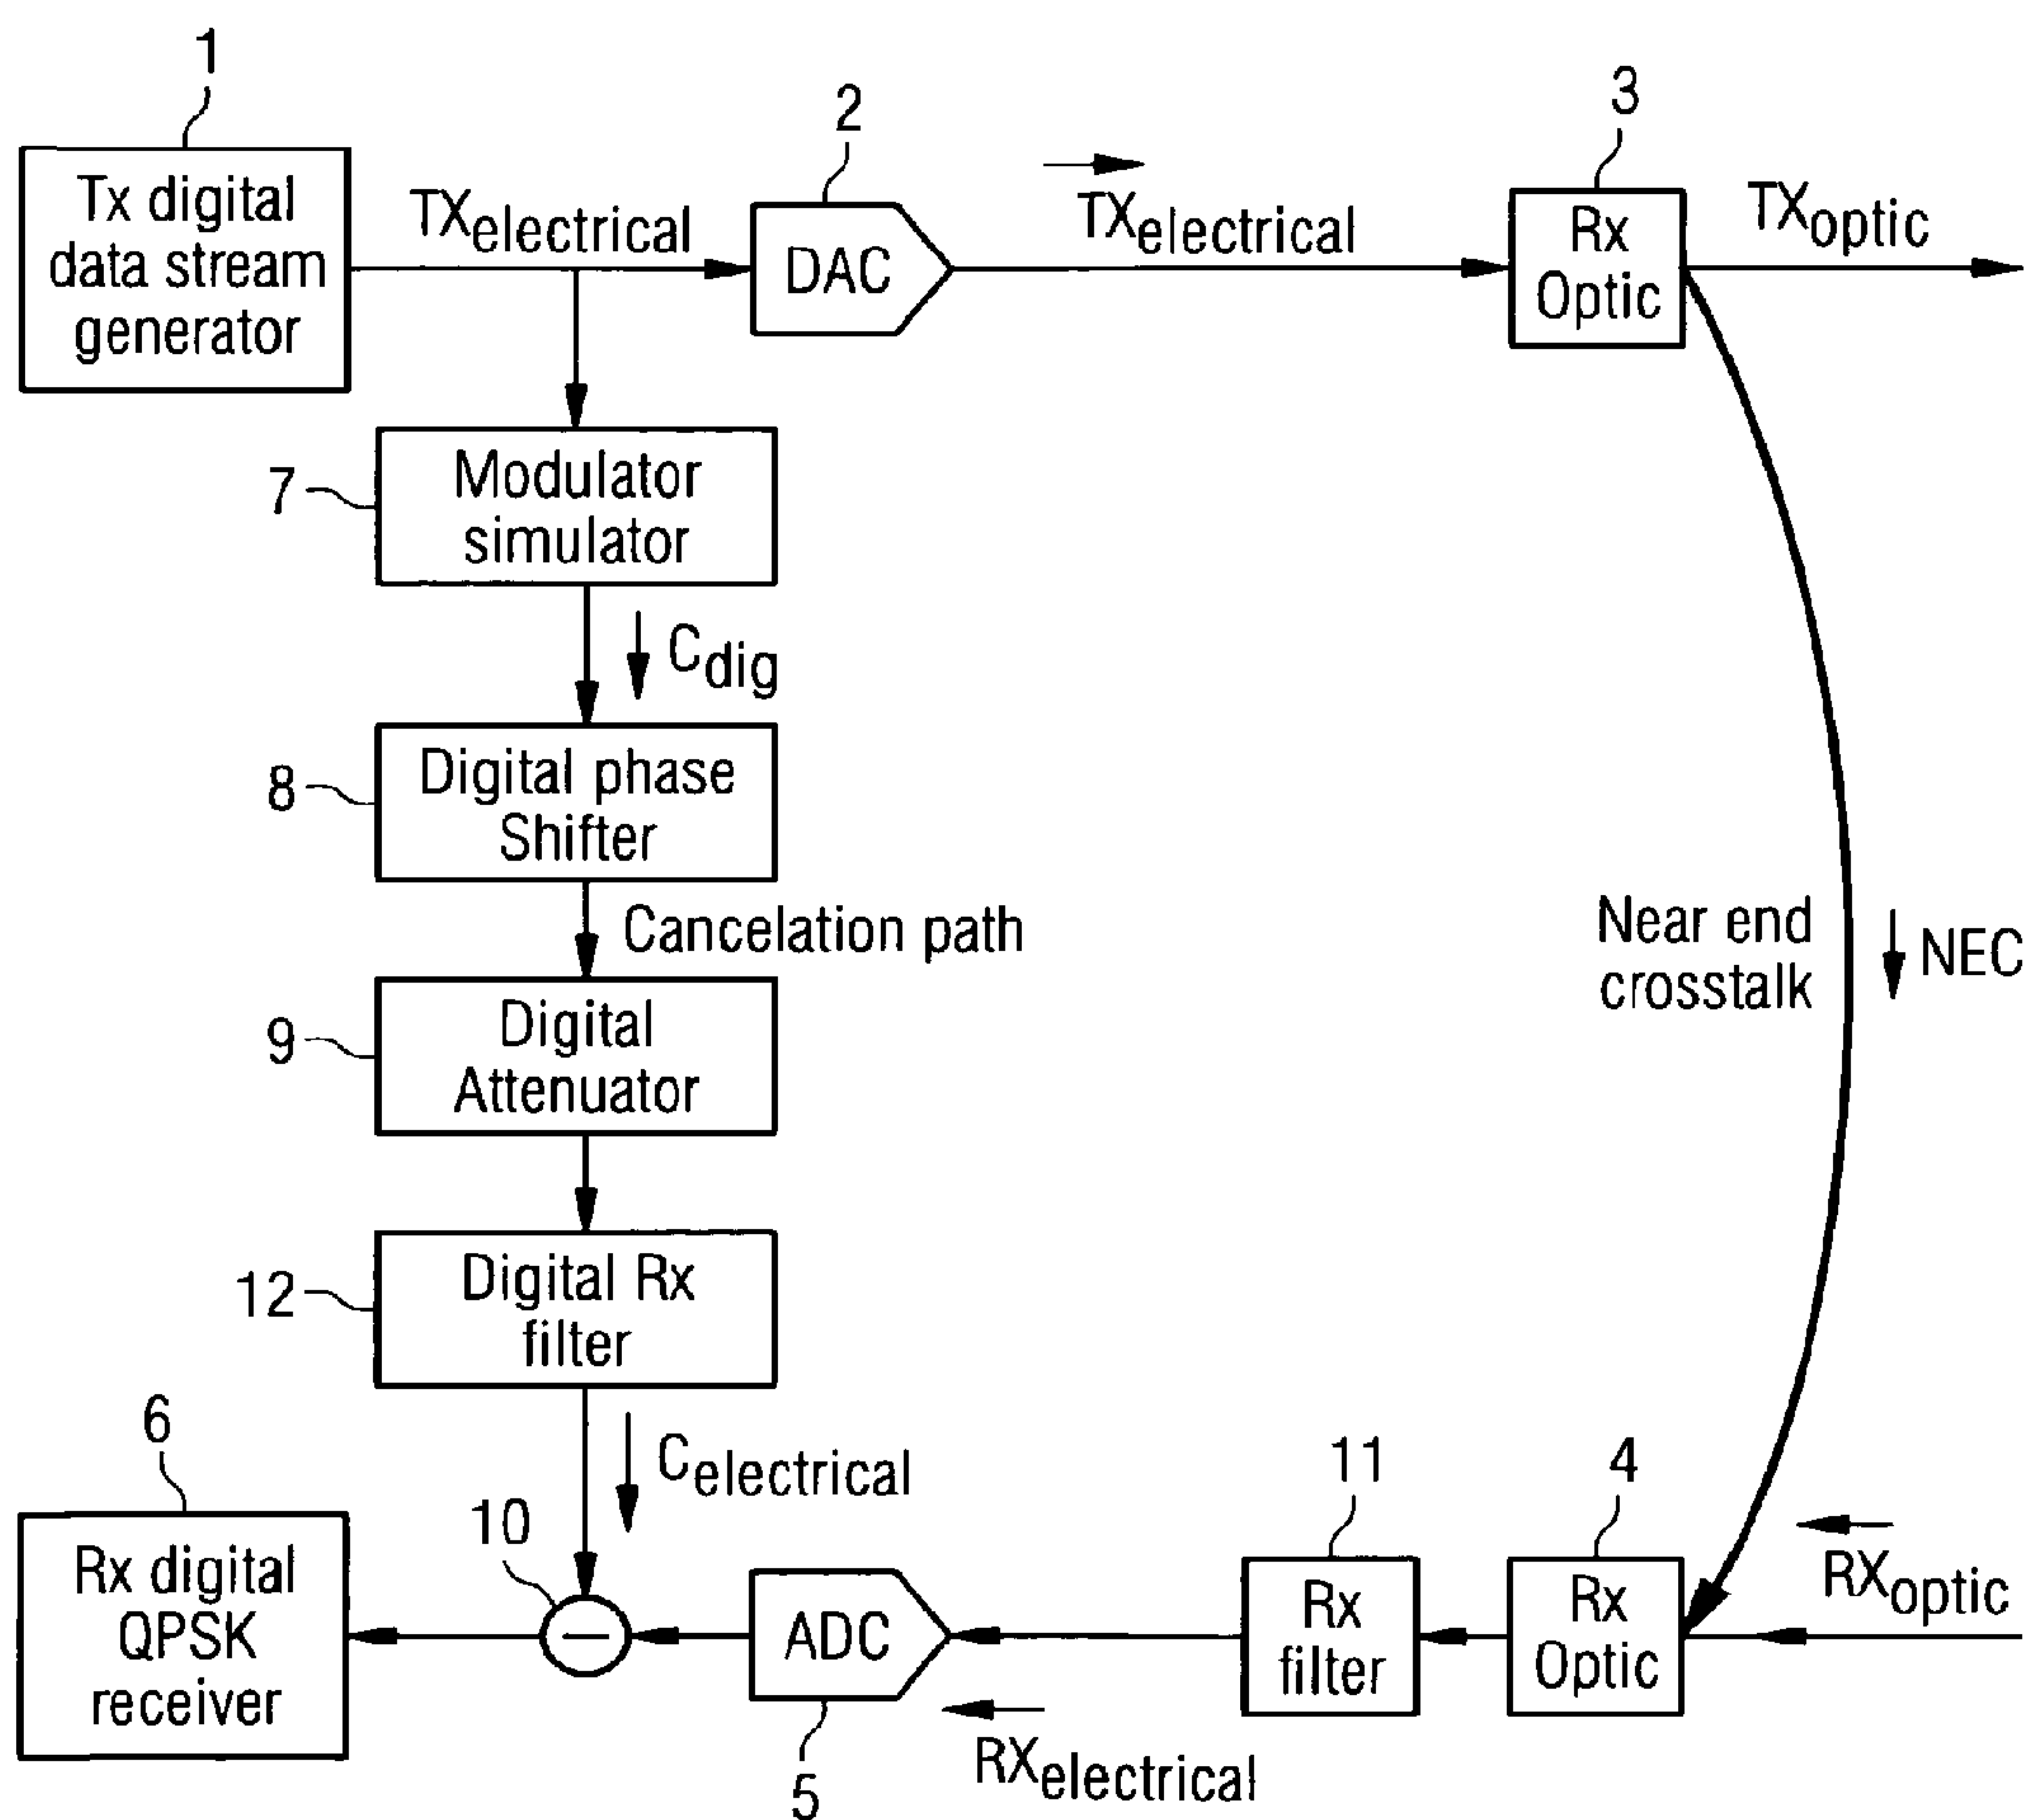 1
Tx digital
data stream
generator
TXelectrical
2
DAC
TXelectrical
3
Rx
Optic
TXoptic
7
Modulator
simulator
Cdig
8
Digital phase
Shifter
Cancelation path
9
Digital
Attenuator
Near end
crosstalk
NEC
12
Digital Rx
filter
Celectrical
6
Rx digital
QPSK
receiver
10
ADC
5
RXelectrical
11
Rx
filter
4
Rx
Optic
RXoptic